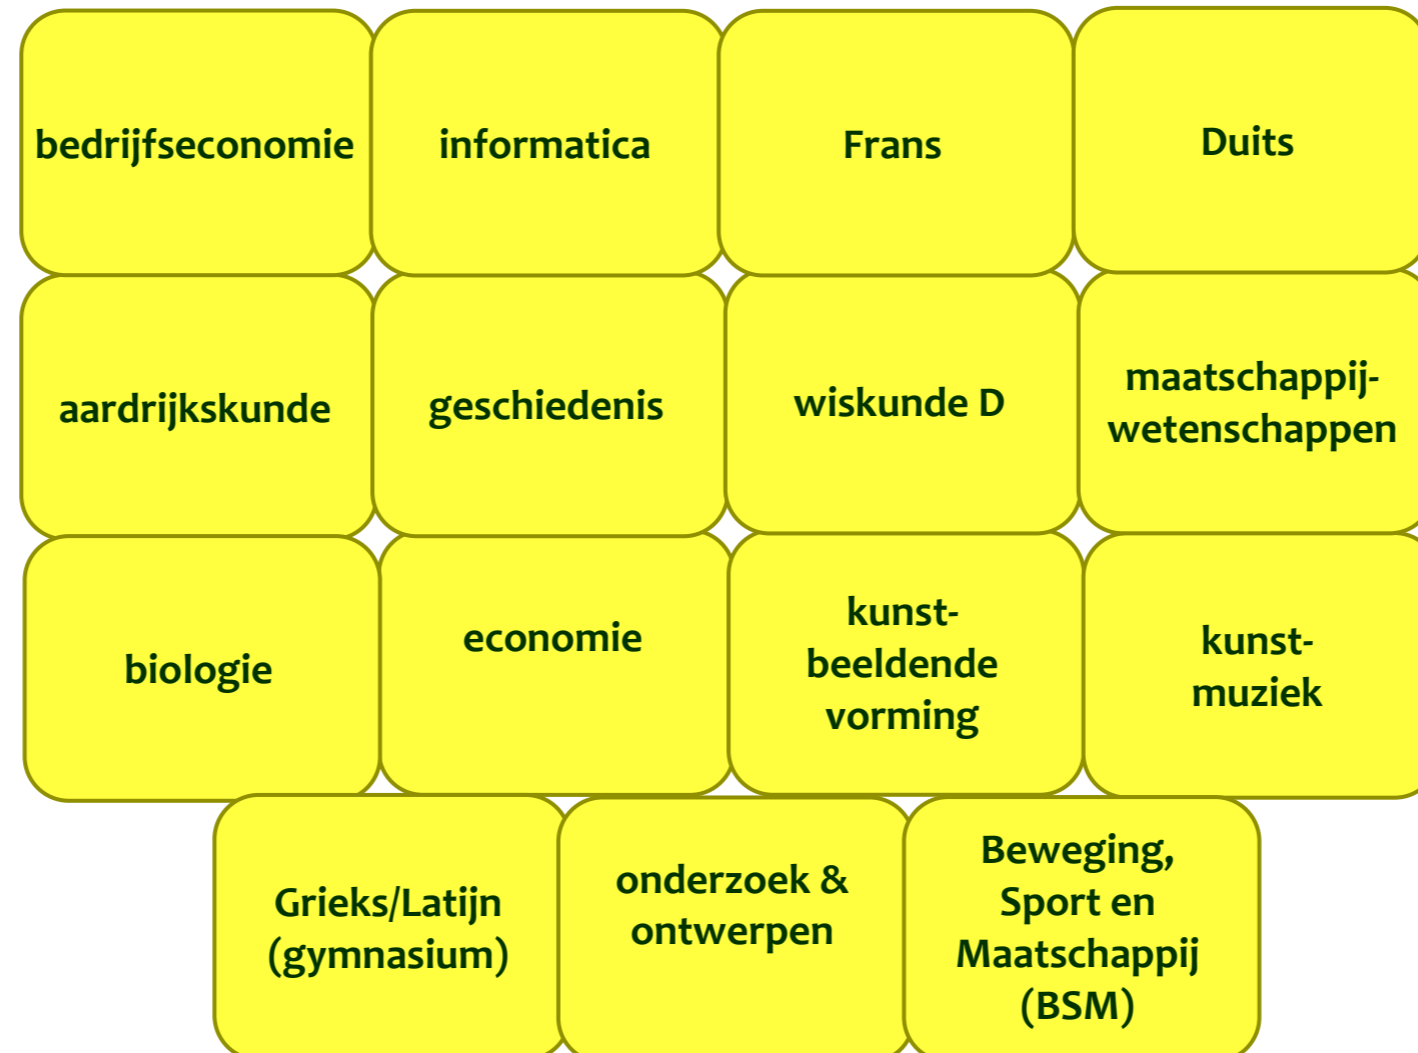 bedrijfseconomie
informatica
Frans
Duits
aardrijkskunde
geschiedenis
wiskunde D
maatschappij-
wetenschappen
biologie
economie
kunst-
beeldende
vorming
kunst-
muziek
Grieks/Latijn
(gymnasium)
onderzoek &
ontwerpen
Beweging,
Sport en
Maatschappij
(BSM)